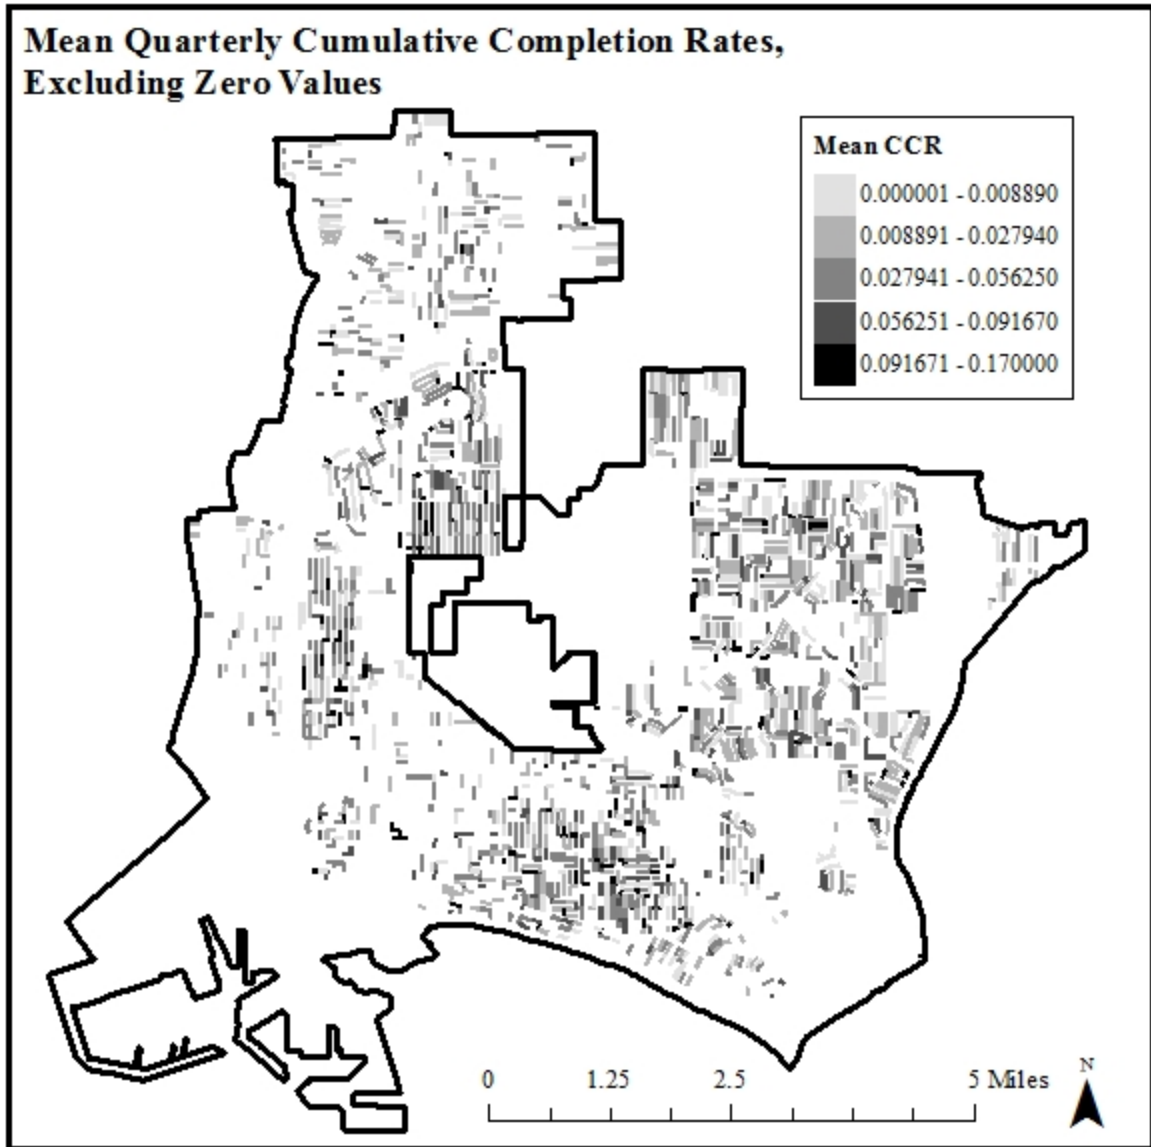 Mean Quarterly Cumulative Completion Rates,
Excluding Zero Values
Mean CCR
0.000001 - 0.008890
0.008891 - 0.027940
0.027941 - 0.056250
0.056251 - 0.091670
0.091671 - 0.170000
0 1.25 2.5 5 Miles
N